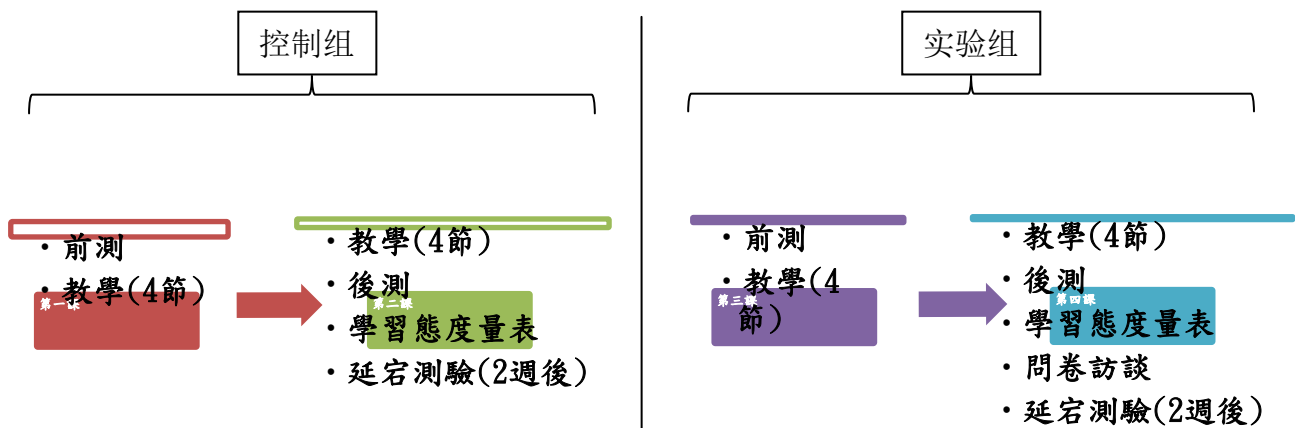 控制组
・前測
・教學(4節)
第一課
・教學(4節)
・後測
・學習態度量表
・延宕測驗(2週後)
第二課
实验组
・前測
・教學(4
節)
第三課
・教學(4節)
・後測
・學習態度量表
・問卷訪談
・延宕測驗(2週後)
第四課